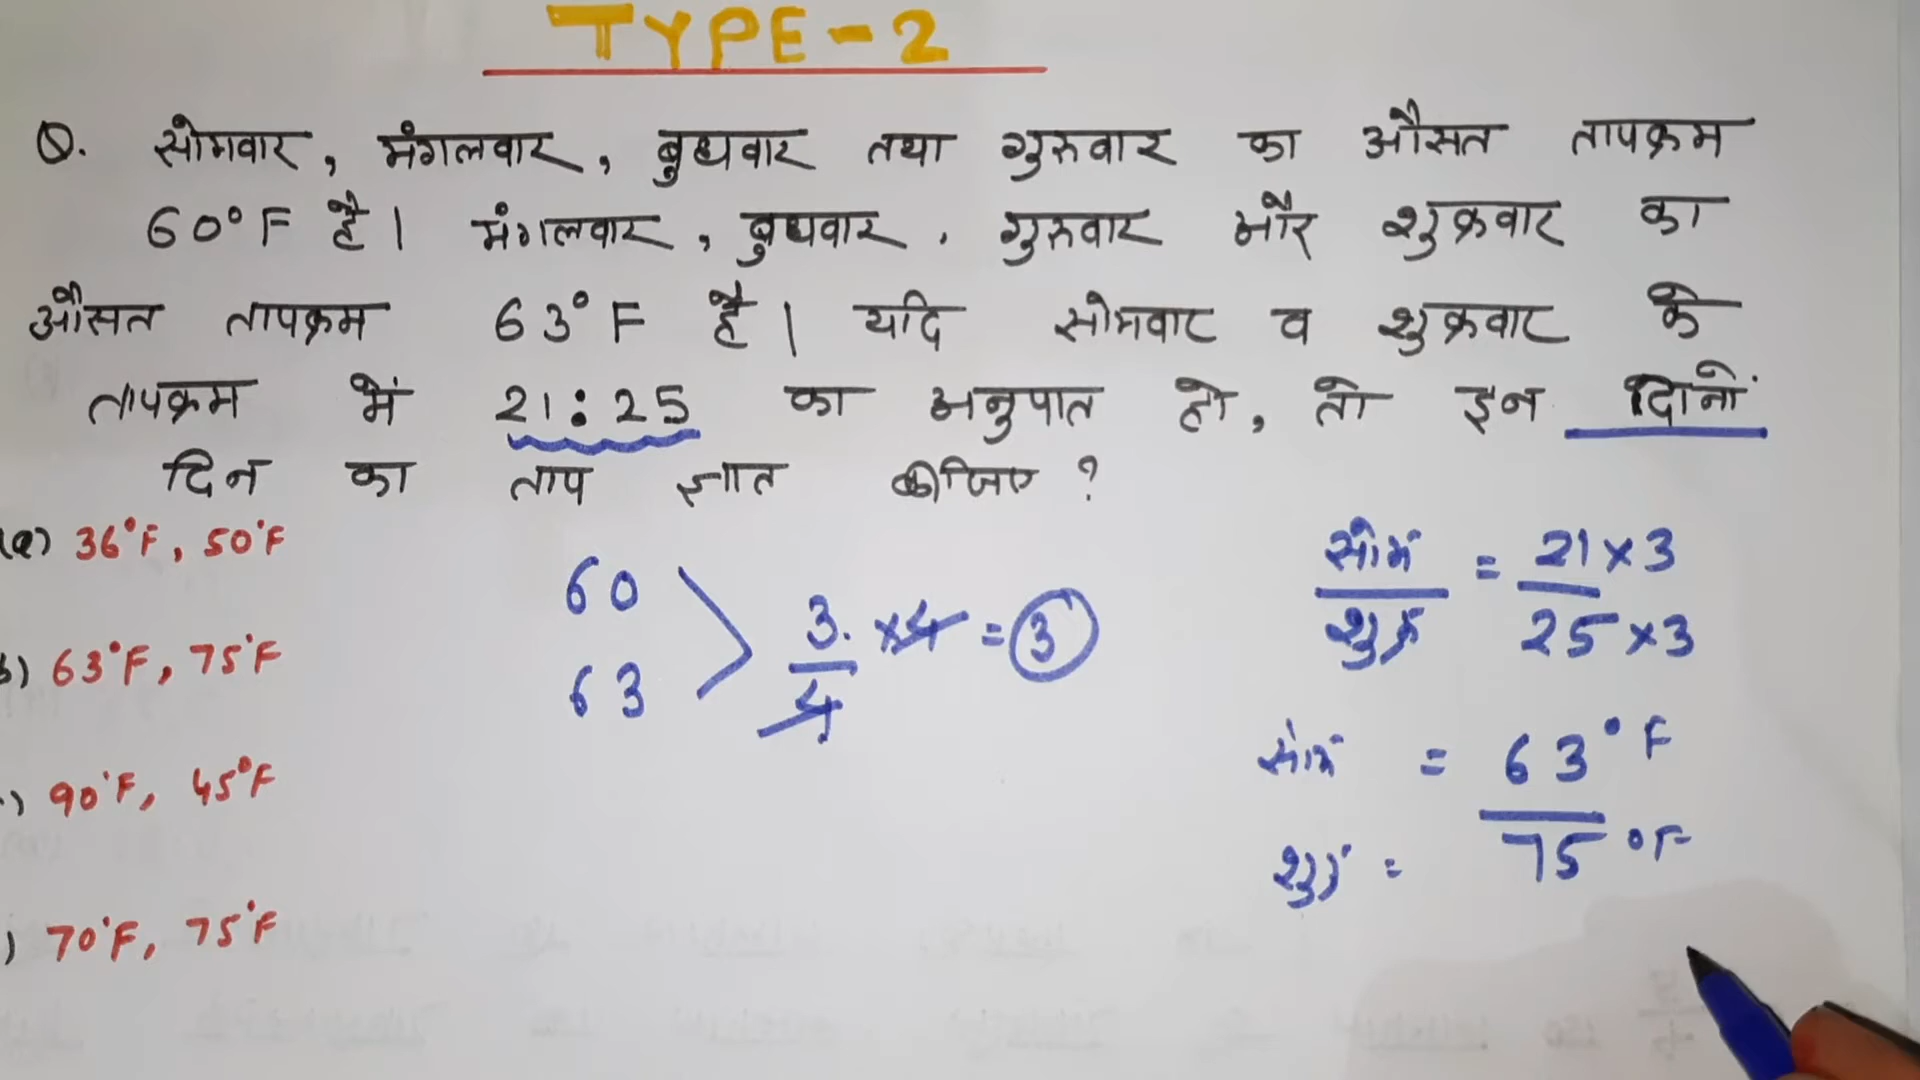 TYPE-2
Q. सोमवार, मंगलवार, बुधवार तथा गुरुवार का औसत तापक्रम
60°F है। मंगलवार, बुधवार, गुरुवार और शुक्रवार का
औसत तापक्रम 63°F है। यदि सोमवार व शुक्रवार के
तापक्रम में 21:25 का अनुपात हो, तो इन दोनों
दिन का ताप ज्ञात कीजिए?
(a) 36°F, 50°F
b) 63°F, 75°F
) 90°F, 45°F
) 70°F, 75°F
60
63
3/4 ×4 = 3
सोम/शुक्र = 21×3/25×3
सोम = 63°F
शुक्र = 75°F